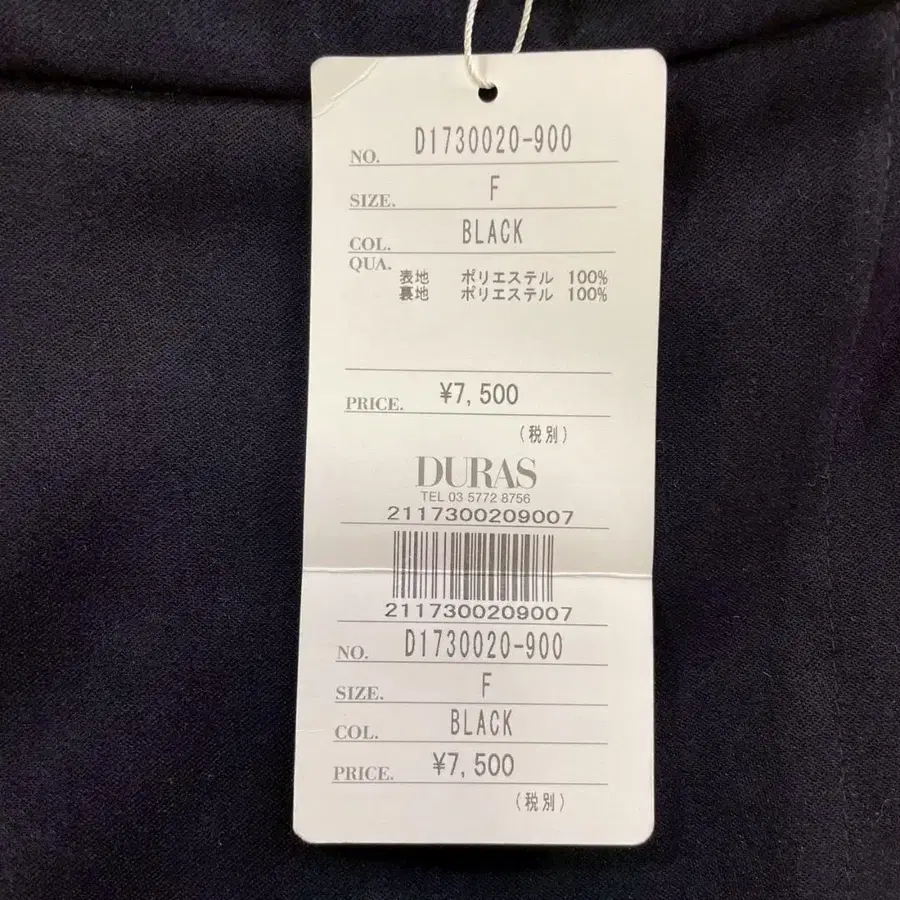 NO. D1730020-900
SIZE. F
COL. BLACK
QUA.
表地 ポリエステル 100%
裏地 ポリエステル 100%
PRICE. ¥7,500
(税別)
DURAS
TEL 03 5772 8756
2117300209007
2117300209007
NO. D1730020-900
SIZE. F
COL. BLACK
PRICE. ¥7,500
(税別)